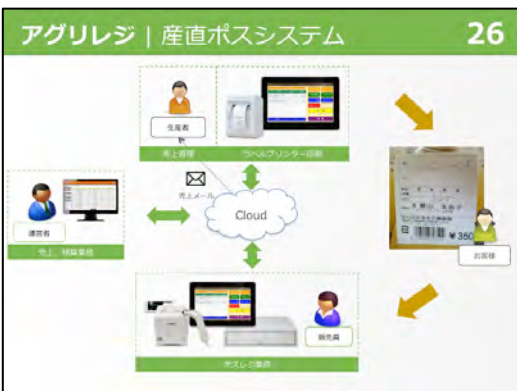 アグリレジ | 産直ポスシステム
26
生産者
売上管理
ラベルプリンター印刷
売上メール
Cloud
運営者
売上、精算業務
¥350
お客様
販売員
ポスレジ業務